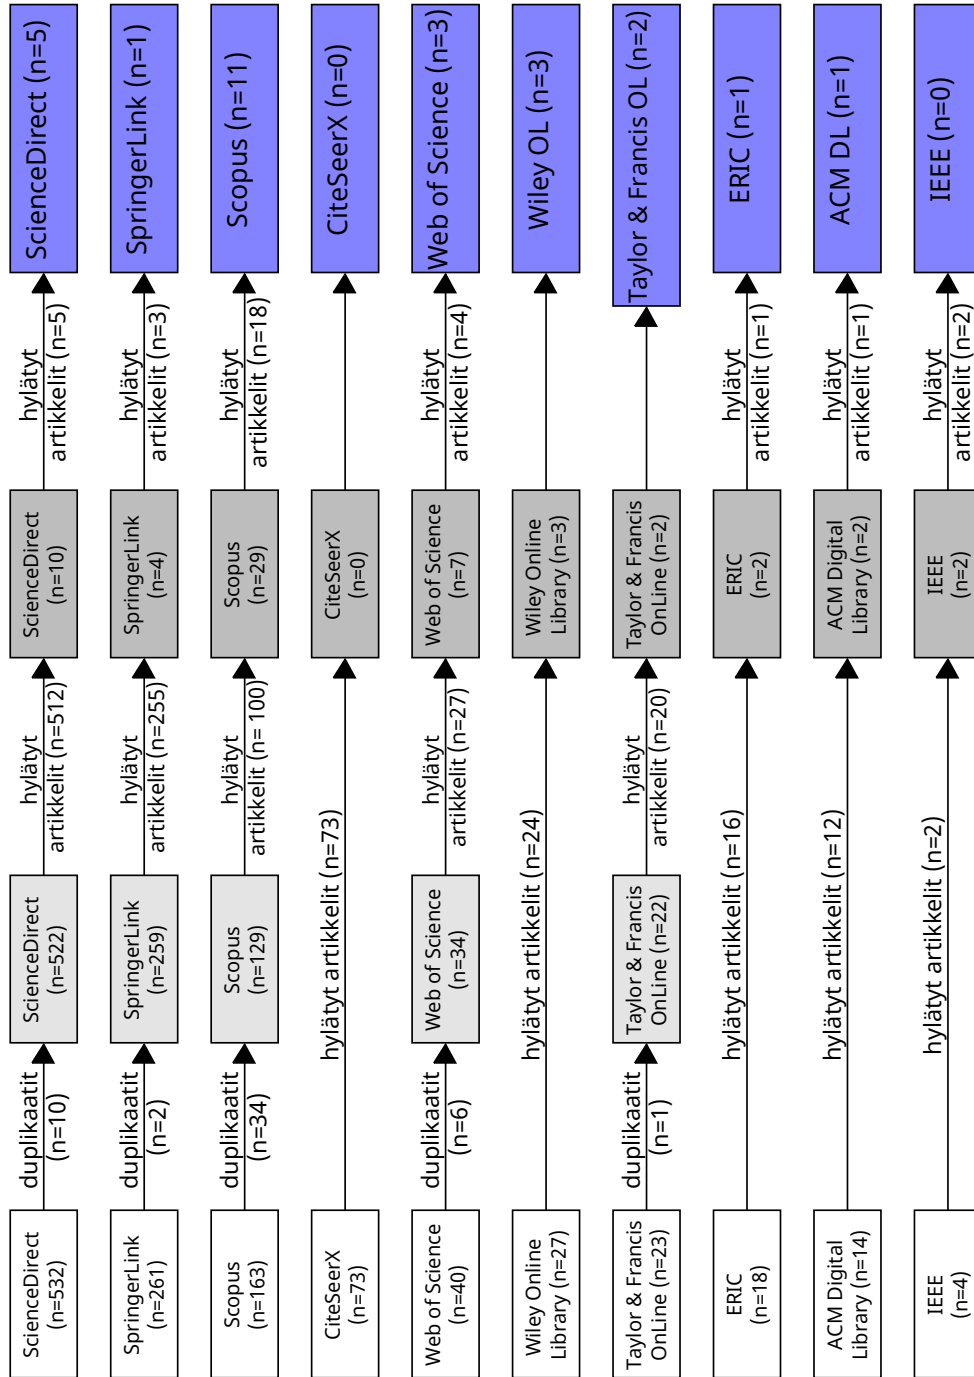 ScienceDirect (n=5)
SpringerLink (n=1)
Scopus (n=11)
CiteSeerX (n=0)
Web of Science (n=3)
Wiley OL (n=3)
Taylor & Francis OL (n=2)
ERIC (n=1)
ACM DL (n=1)
IEEE (n=0)
hylätyt
artikkelit (n=5)
hylätyt
artikkelit (n=3)
hylätyt
artikkelit (n=18)
hylätyt
artikkelit (n=4)
hylätyt
artikkelit (n=1)
hylätyt
artikkelit (n=1)
hylätyt
artikkelit (n=2)
ScienceDirect
(n=10)
SpringerLink
(n=4)
Scopus
(n=29)
CiteSeerX
(n=0)
Web of Science
(n=7)
Wiley Online
Library (n=3)
Taylor & Francis
OnLine (n=2)
ERIC
(n=2)
ACM Digital
Library (n=2)
IEEE
(n=2)
hylätyt
artikkelit (n=512)
hylätyt
artikkelit (n=255)
hylätyt
artikkelit (n= 100)
hylätyt artikkelit (n=73)
hylätyt
artikkelit (n=27)
hylätyt artikkelit (n=24)
hylätyt
artikkelit (n=20)
hylätyt artikkelit (n=16)
hylätyt artikkelit (n=12)
hylätyt artikkelit (n=2)
ScienceDirect
(n=522)
SpringerLink
(n=259)
Scopus
(n=129)
Web of Science
(n=34)
Taylor & Francis
OnLine (n=22)
duplikaatit
(n=10)
duplikaatit
(n=2)
duplikaatit
(n=34)
duplikaatit
(n=6)
duplikaatit
(n=1)
ScienceDirect
(n=532)
SpringerLink
(n=261)
Scopus
(n=163)
CiteSeerX
(n=73)
Web of Science
(n=40)
Wiley Online
Library (n=27)
Taylor & Francis
OnLine (n=23)
ERIC
(n=18)
ACM Digital
Library (n=14)
IEEE
(n=4)